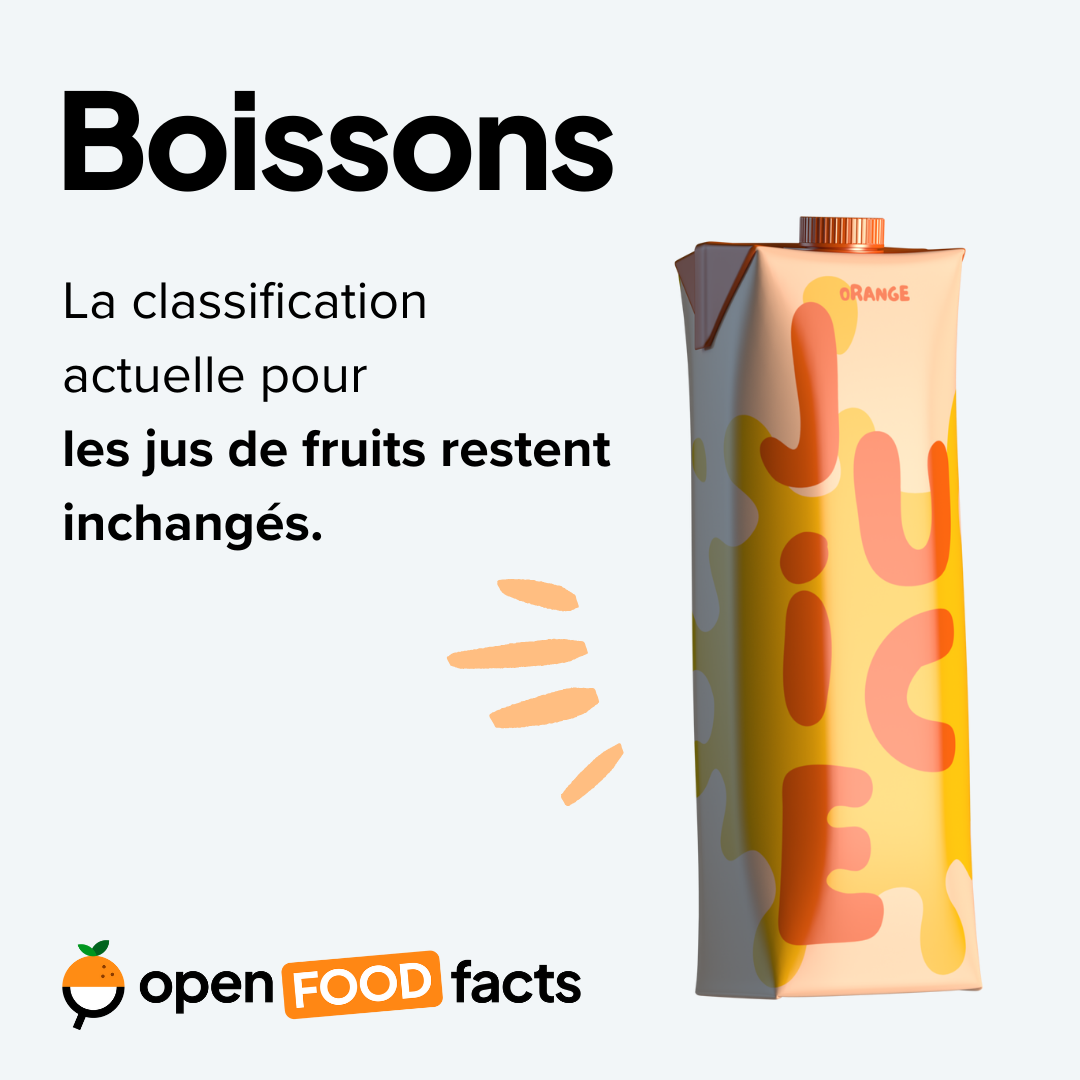 Boissons
La classification
actuelle pour
les jus de fruits restent
inchangés.
ORANGE
JUiCE
open FOOD facts